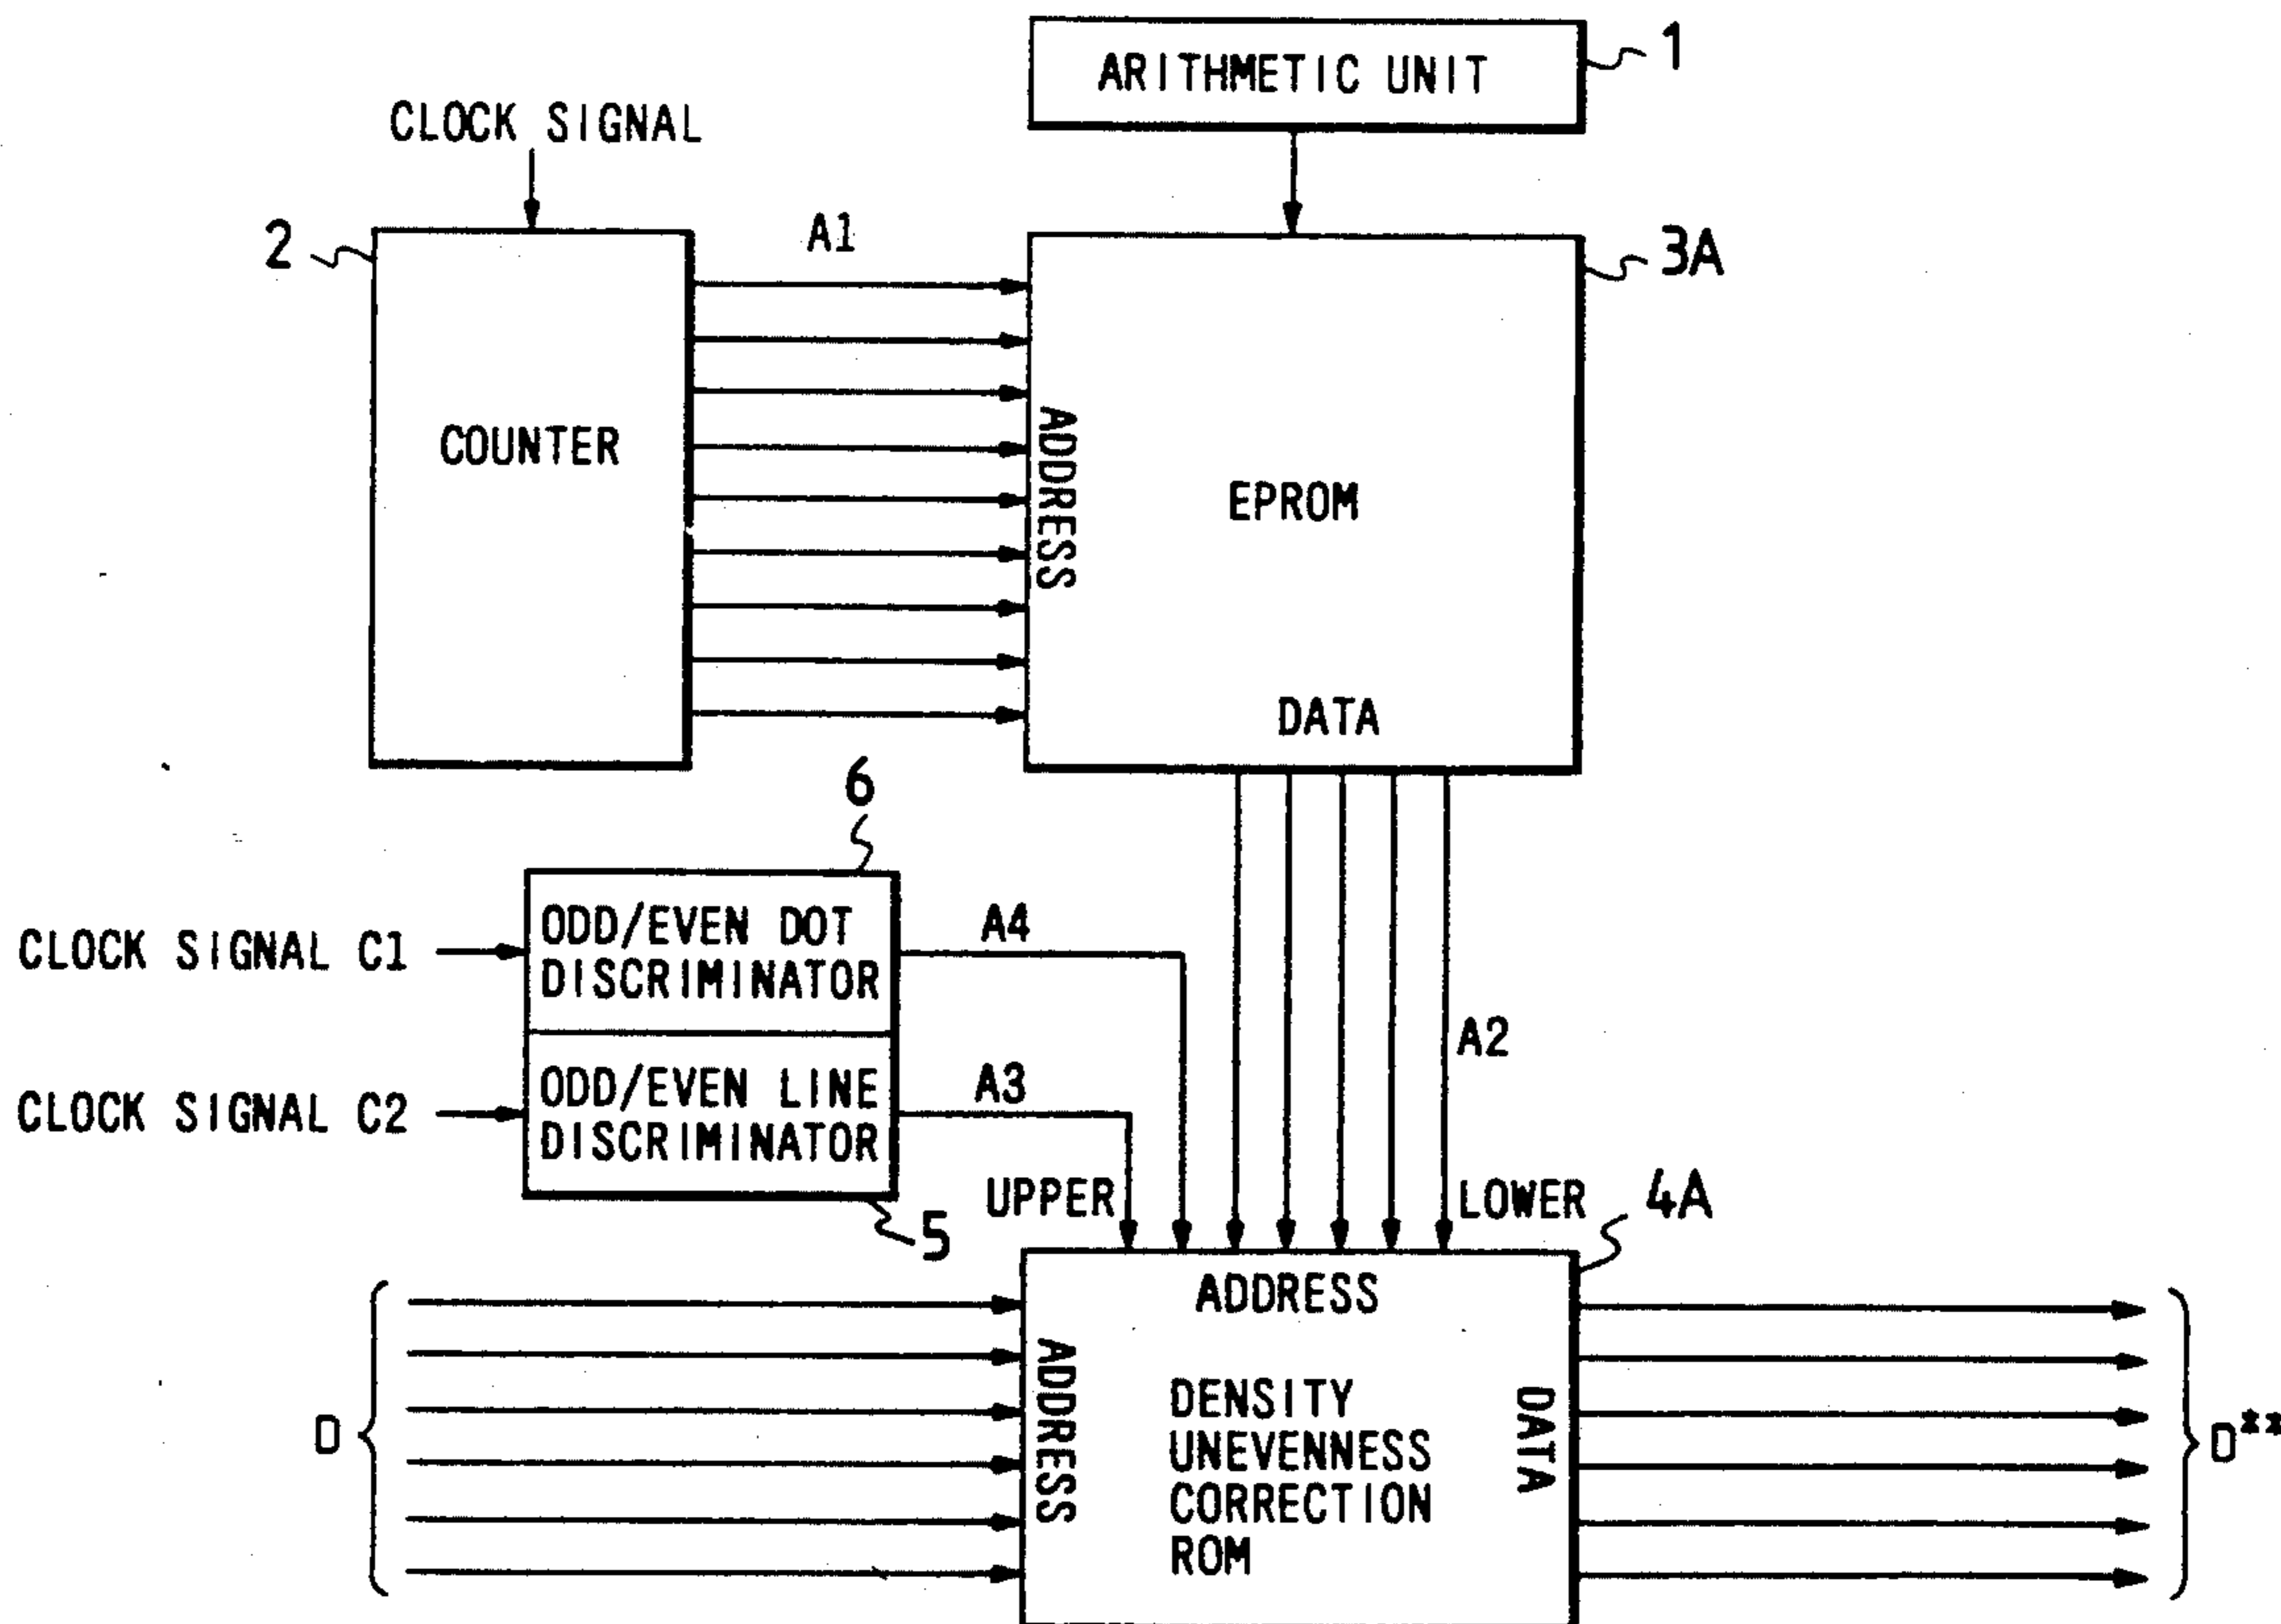 ARITHMETIC UNIT
1
CLOCK SIGNAL
2
A1
3A
COUNTER
ADDRESS
EPROM
DATA
6
ODD/EVEN DOT
DISCRIMINATOR
A4
CLOCK SIGNAL C1
A2
ODD/EVEN LINE
DISCRIMINATOR
A3
CLOCK SIGNAL C2
UPPER
LOWER
4A
5
ADDRESS
D
ADDRESS
DENSITY
UNEVENNESS
CORRECTION
ROM
DATA
D**